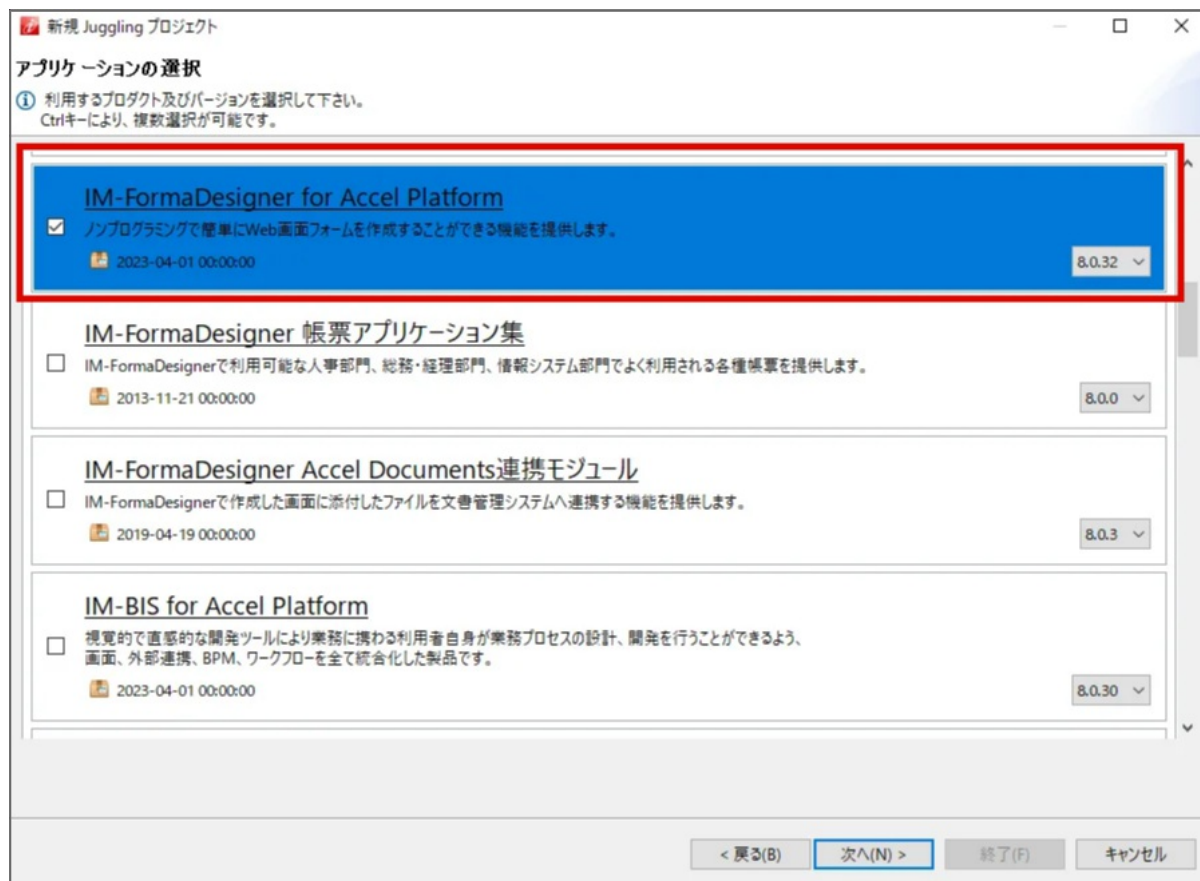 新規 Juggling プロジェクト
アプリケーションの選択
利用するプロダクト及びバージョンを選択して下さい。
Ctrlキーにより、複数選択が可能です。
IM-FormaDesigner for Accel Platform
ノンプログラミングで簡単にWeb画面フォームを作成することができる機能を提供します。
2023-04-01 00:00:00
8.0.32
IM-FormaDesigner 帳票アプリケーション集
IM-FormaDesignerで利用可能な人事部門、総務・経理部門、情報システム部門でよく利用される各種帳票を提供します。
2013-11-21 00:00:00
8.0.0
IM-FormaDesigner Accel Documents連携モジュール
IM-FormaDesignerで作成した画面に添付したファイルを文書管理システムへ連携する機能を提供します。
2019-04-19 00:00:00
8.0.3
IM-BIS for Accel Platform
視覚的で直感的な開発ツールにより業務に携わる利用者自身が業務プロセスの設計、開発を行うことができるよう、
画面、外部連携、BPM、ワークフローを全て統合化した製品です。
2023-04-01 00:00:00
8.0.30
< 戻る(B)
次へ(N) >
終了(F)
キャンセル